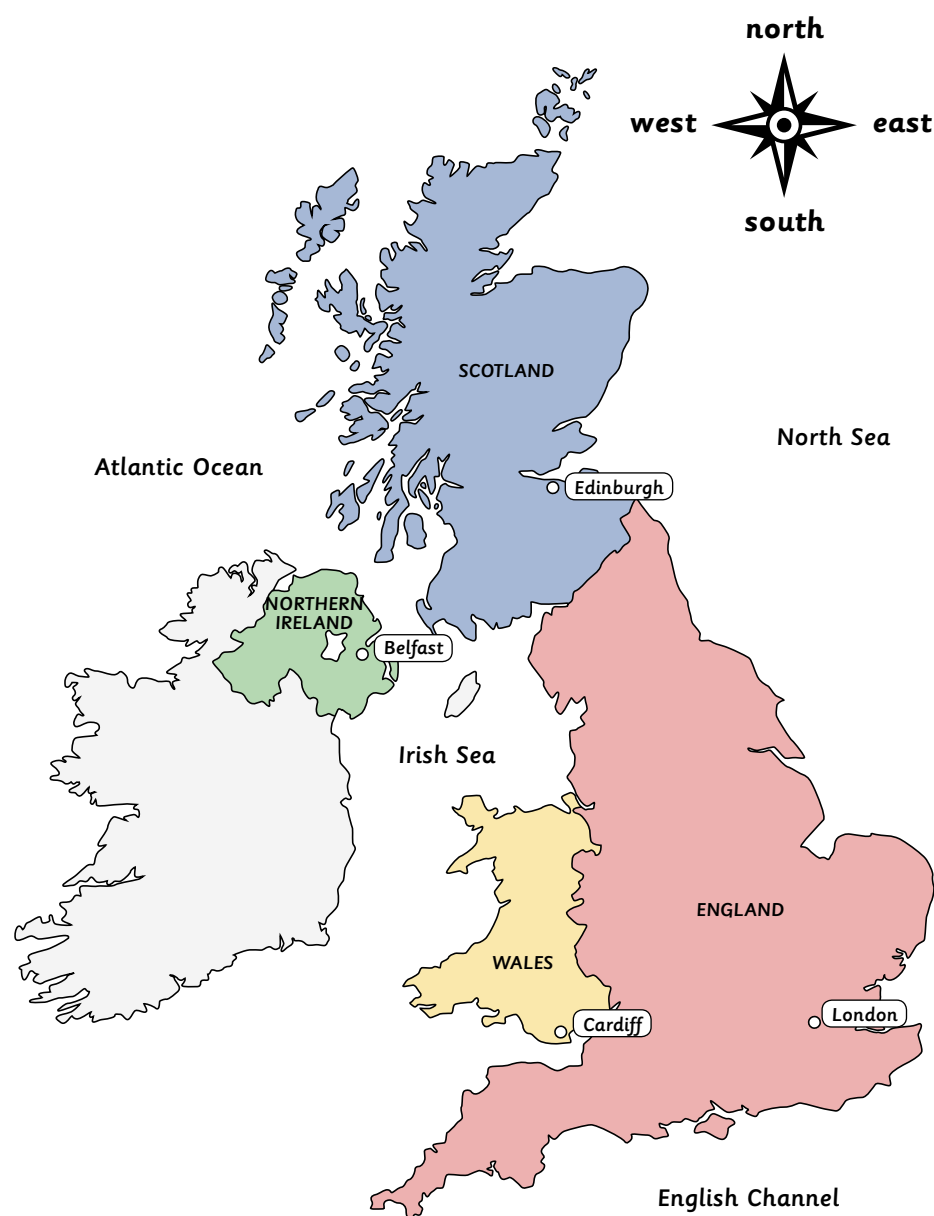 north
west
east
south
SCOTLAND
North Sea
Atlantic Ocean
Edinburgh
NORTHERN
IRELAND
Belfast
Irish Sea
ENGLAND
WALES
London
Cardiff
English Channel